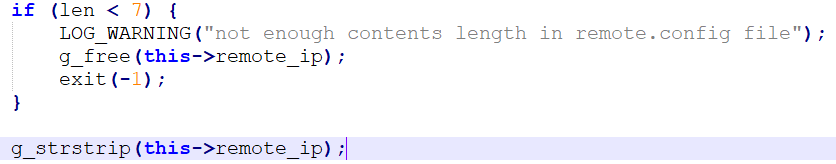 if (len < 7) {
LOG_WARNING("not enough contents length in remote.config file");
g_free(this->remote_ip);
exit(-1);
}
g_strstrip(this->remote_ip);